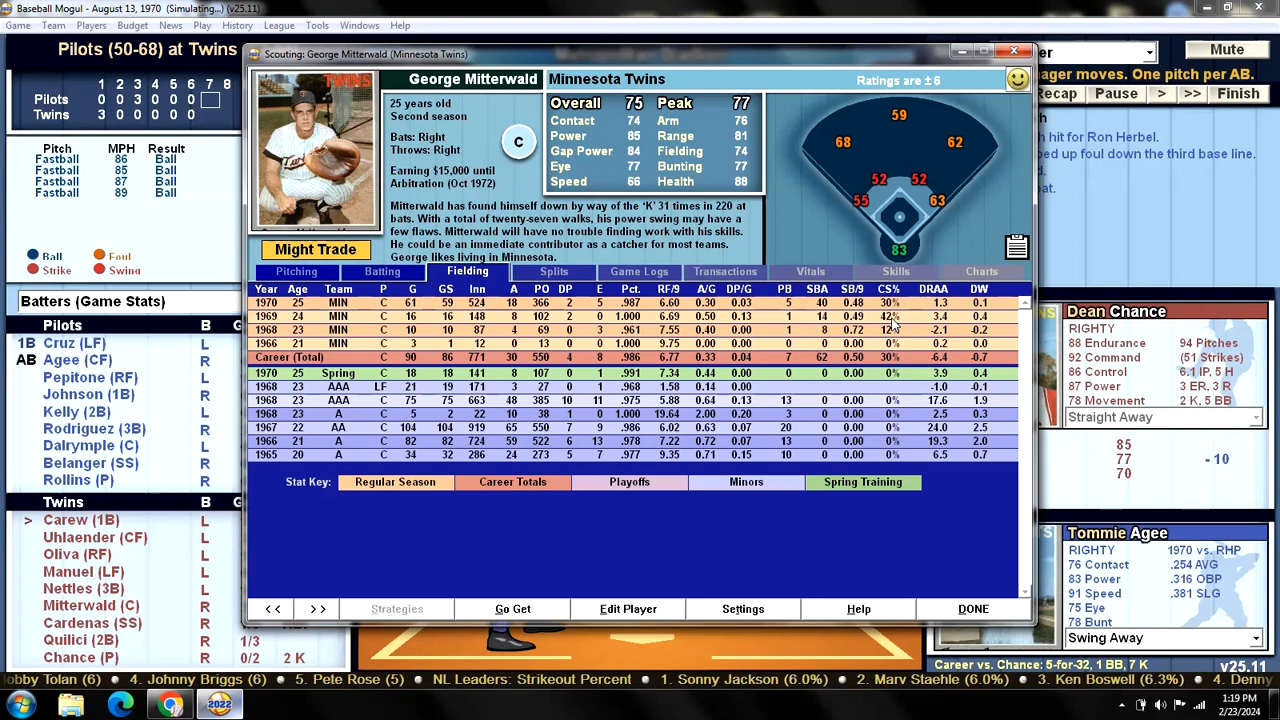 Baseball Mogul - August 13, 1970 (Simulating...) (v25.11)
Game Team Players Budget News Play History League Tools Windows Help
Pilots (50-68) at Twins
1 2 3 4 5 6 7 8
Pilots 0 0 3 0 0 0
Twins 3 0 0 0 0 0
Pitch MPH Result
Fastball 86 Ball
Fastball 85 Ball
Fastball 87 Ball
Fastball 89 Ball
Ball Foul
Strike Swing
Batters (Game Stats)
Pilots B
1B Cruz (LF) L
AB Agee (CF) R
Pepitone (RF) L
Johnson (1B) R
Kelly (2B) R
Rodriguez (3B) R
Dalrymple (C) L
Belanger (SS) R
Rollins (P) R
Twins B G
> Carew (1B) L
Uhlaender (CF) L
Oliva (RF) L
Manuel (LF) L
Nettles (3B) L
Mitterwald (C) R
Cardenas (SS) R
Quilici (2B) R 1/3
Chance (P) R 0/2 2 K
Scouting: George Mitterwald (Minnesota Twins)
TWINS
George Mitterwald
25 years old
Second season
Bats: Right
Throws: Right
Earning $15,000 until
Arbitration (Oct 1972)
C
Minnesota Twins
Ratings are ± 6
Overall 75 Peak 77
Contact 74 Arm 76
Power 85 Range 81
Gap Power 84 Fielding 74
Eye 77 Bunting 77
Speed 66 Health 88
Mitterwald has found himself down by way of the 'K' 31 times in 220 at
bats. With a total of twenty-seven walks, his power swing may have a
few flaws. Mitterwald will have no trouble finding work with his skills.
He could be an immediate contributor as a catcher for most teams.
George likes living in Minnesota.
Might Trade
59
68 62
52 52
55 63
83
Pitching Batting Fielding Splits Game Logs Transactions Vitals Skills Charts
Year Age Team P G GS Inn A PO DP E Pct. RF/9 A/G DP/G PB SBA SB/9 CS% DRAA DW
1970 25 MIN C 61 59 524 18 366 2 5 .987 6.60 0.30 0.03 5 40 0.48 30% 1.3 0.1
1969 24 MIN C 16 16 148 8 102 2 0 1.000 6.69 0.50 0.13 1 14 0.49 42% 3.4 0.4
1968 23 MIN C 10 10 87 4 69 0 3 .961 7.55 0.40 0.00 1 8 0.72 12% -2.1 -0.2
1966 21 MIN C 3 1 12 0 13 0 0 1.000 9.75 0.00 0.00 0 0 0.00 0% 0.2 0.0
Career (Total) C 90 86 771 30 550 4 8 .986 6.77 0.33 0.04 7 62 0.50 30% -6.4 -0.7
1970 25 Spring C 18 18 141 8 107 0 1 .991 7.34 0.44 0.00 0 0 0.00 0% 3.9 0.4
1968 23 AAA LF 21 19 171 3 27 0 1 .968 1.58 0.14 0.00 0 0.00 0% -1.0 -0.1
1968 23 AAA C 75 75 663 48 385 10 11 .975 5.88 0.64 0.13 13 0 0.00 0% 17.6 1.9
1968 23 A C 5 2 22 10 38 1 0 1.000 19.64 2.00 0.20 3 0 0.00 0% 2.5 0.3
1967 22 AA C 104 104 919 65 550 7 9 .986 6.02 0.63 0.07 20 0 0.00 0% 24.0 2.5
1966 21 A C 82 82 724 59 522 6 13 .978 7.22 0.72 0.07 13 0 0.00 0% 19.3 2.0
1965 20 A C 34 32 286 24 273 5 7 .977 9.35 0.71 0.15 10 0 0.00 0% 6.5 0.7
Stat Key: Regular Season Career Totals Playoffs Minors Spring Training
<< >> Strategies Go Get Edit Player Settings Help DONE
Mute
ager moves. One pitch per AB.
ecap Pause > >> Finish
h hit for Ron Herbel.
ped up foul down the third base line.
Dean Chance
RIGHTY 94 Pitches
88 Endurance (51 Strikes)
92 Command 6.1 IP, 5 H
86 Control 3 ER, 3 R
87 Power 2 K, 5 BB
78 Movement
Straight Away
85
77 - 10
70
Tommie Agee
RIGHTY 1970 vs. RHP
76 Contact .254 AVG
83 Power .316 OBP
91 Speed .381 SLG
75 Eye
78 Bunt
Swing Away
Career vs. Chance: 5-for-32, 1 BB, 7 K
v25.11
obby Tolan (6) • 4. Johnny Briggs (6) • 5. Pete Rose (5) • NL Leaders: Strikeout Percent • 1. Sonny Jackson (6.0%) • 2. Marv Staehle (6.0%) • 3. Ken Boswell (6.3%) • 4. Denny
2022
1:19 PM
2/23/2024